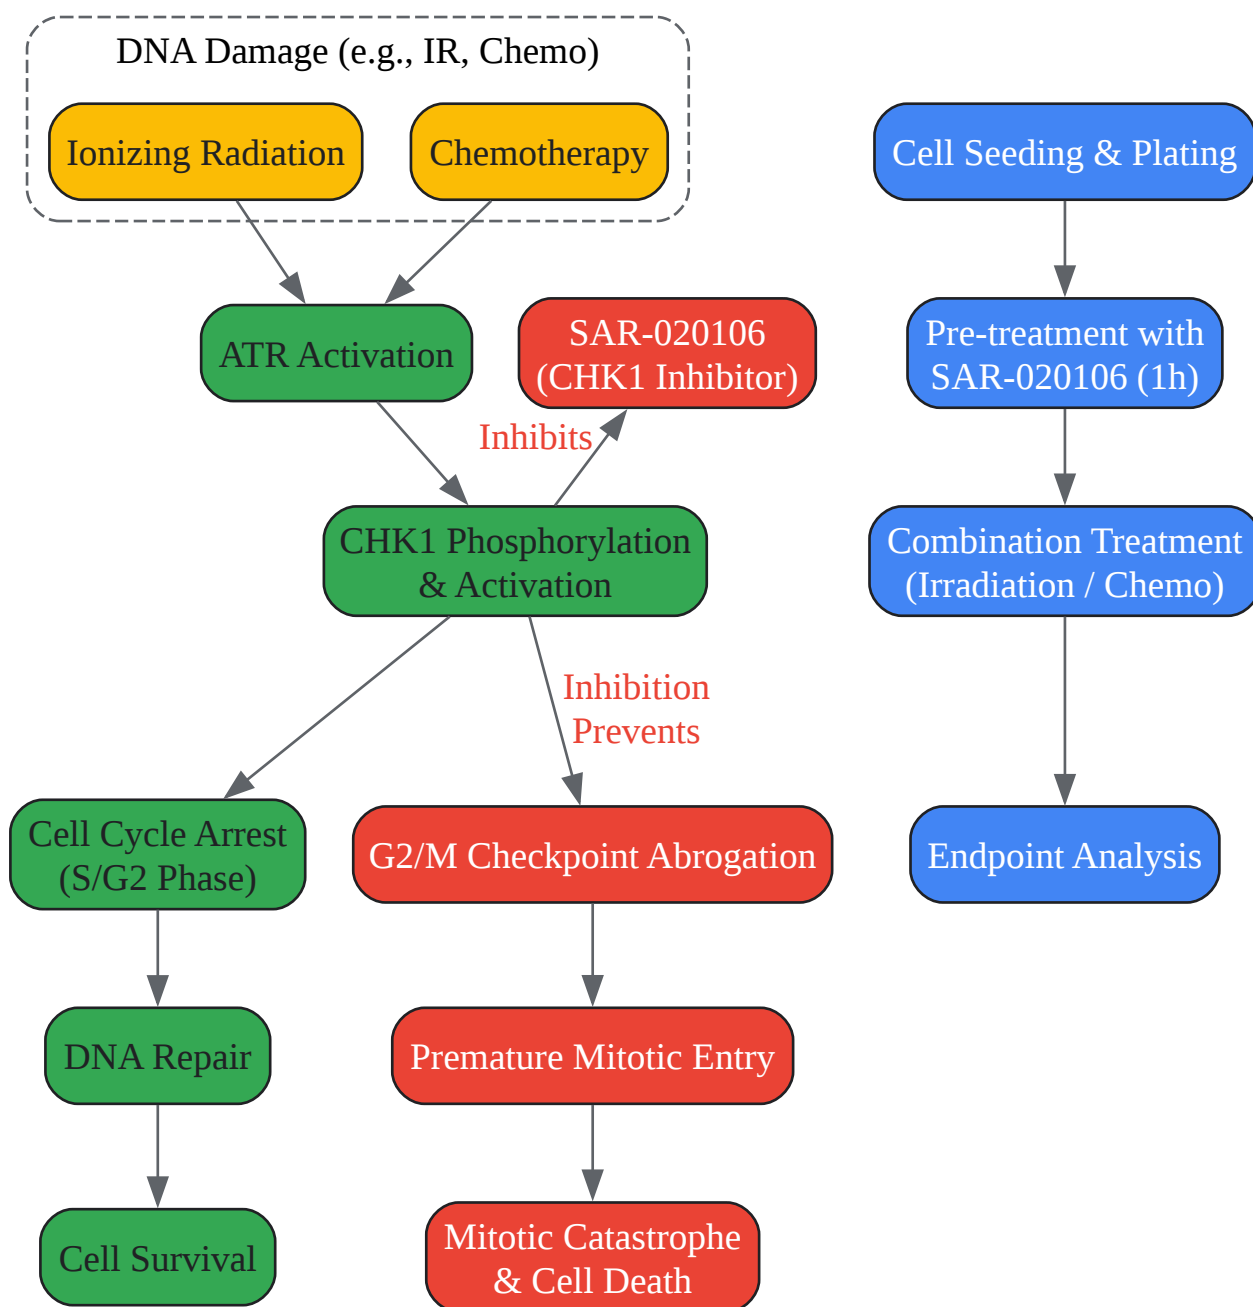 DNA Damage (e.g., IR, Chemo)
Ionizing Radiation
Chemotherapy
Cell Seeding & Plating
ATR Activation
SAR-020106
(CHK1 Inhibitor)
Pre-treatment with
SAR-020106 (1h)
Inhibits
CHK1 Phosphorylation
& Activation
Combination Treatment
(Irradiation / Chemo)
Inhibition
Prevents
Cell Cycle Arrest
(S/G2 Phase)
G2/M Checkpoint Abrogation
Endpoint Analysis
DNA Repair
Premature Mitotic Entry
Cell Survival
Mitotic Catastrophe
& Cell Death